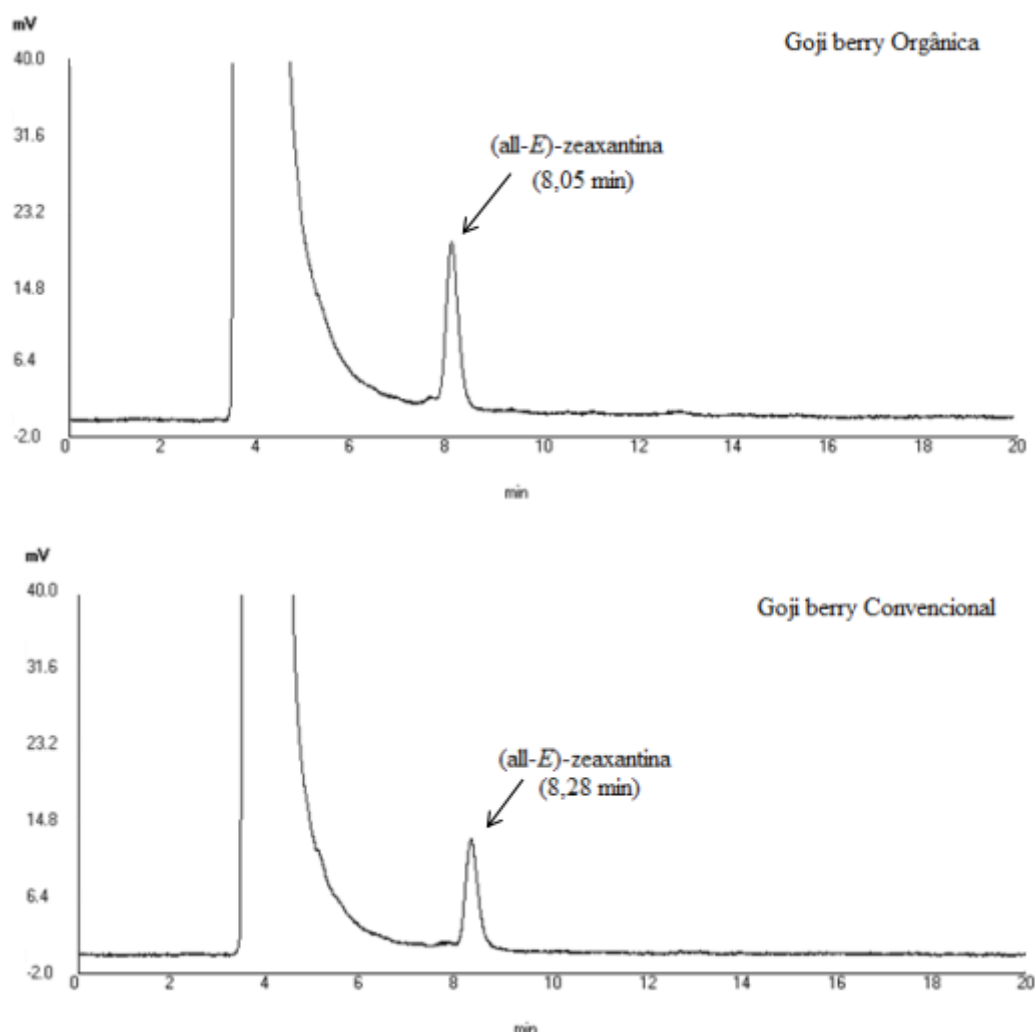 mV
Goji berry Orgânica
40.0
31.6
(all-E)-zeaxantina
(8,05 min)
23.2
14.8
6.4
-2.0
0 2 4 6 8 10 12 14 16 18 20
min
mV
40.0
Goji berry Convencional
31.6
23.2
(all-E)-zeaxantina
(8,28 min)
14.8
6.4
-2.0
0 2 4 6 8 10 12 14 16 18 20
min